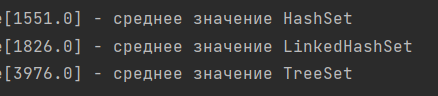 e[1551.0] - среднее значение HashSet
e[1826.0] - среднее значение LinkedHashSet
e[3976.0] - среднее значение TreeSet